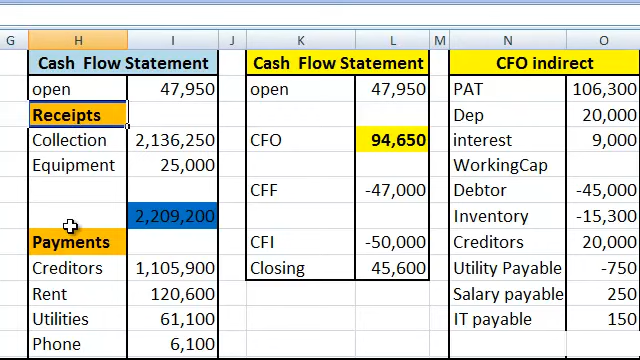 G H I J K L M N O
Cash Flow Statement Cash Flow Statement CFO indirect
open 47,950 open 47,950 PAT 106,300
Receipts Dep 20,000
Collection 2,136,250 CFO 94,650 interest 9,000
Equipment 25,000 WorkingCap
CFF -47,000 Debtor -45,000
2,209,200 Inventory -15,300
Payments CFI -50,000 Creditors 20,000
Creditors 1,105,900 Closing 45,600 Utility Payable -750
Rent 120,600 Salary payable 250
Utilities 61,100 IT payable 150
Phone 6,100